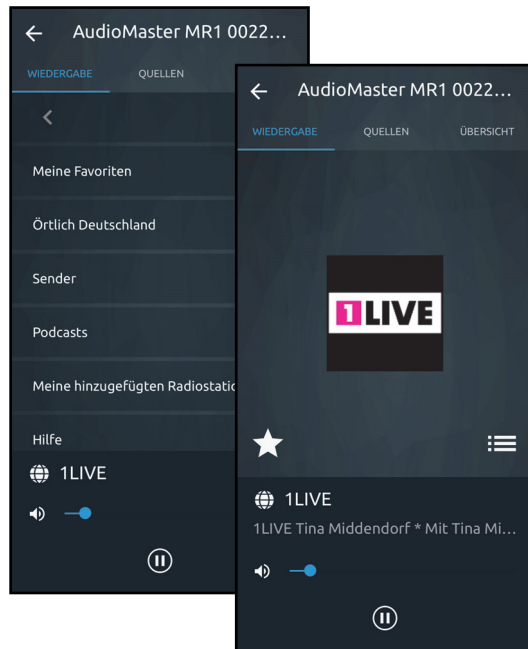 AudioMaster MR1 0022...
WIEDERGABE QUELLEN
Meine Favoriten
Örtlich Deutschland
Sender
Podcasts
Meine hinzugefügten Radiostatio
Hilfe
1LIVE
AudioMaster MR1 0022...
WIEDERGABE QUELLEN ÜBERSICHT
1LIVE
1LIVE
1LIVE Tina Middendorf * Mit Tina Mi...